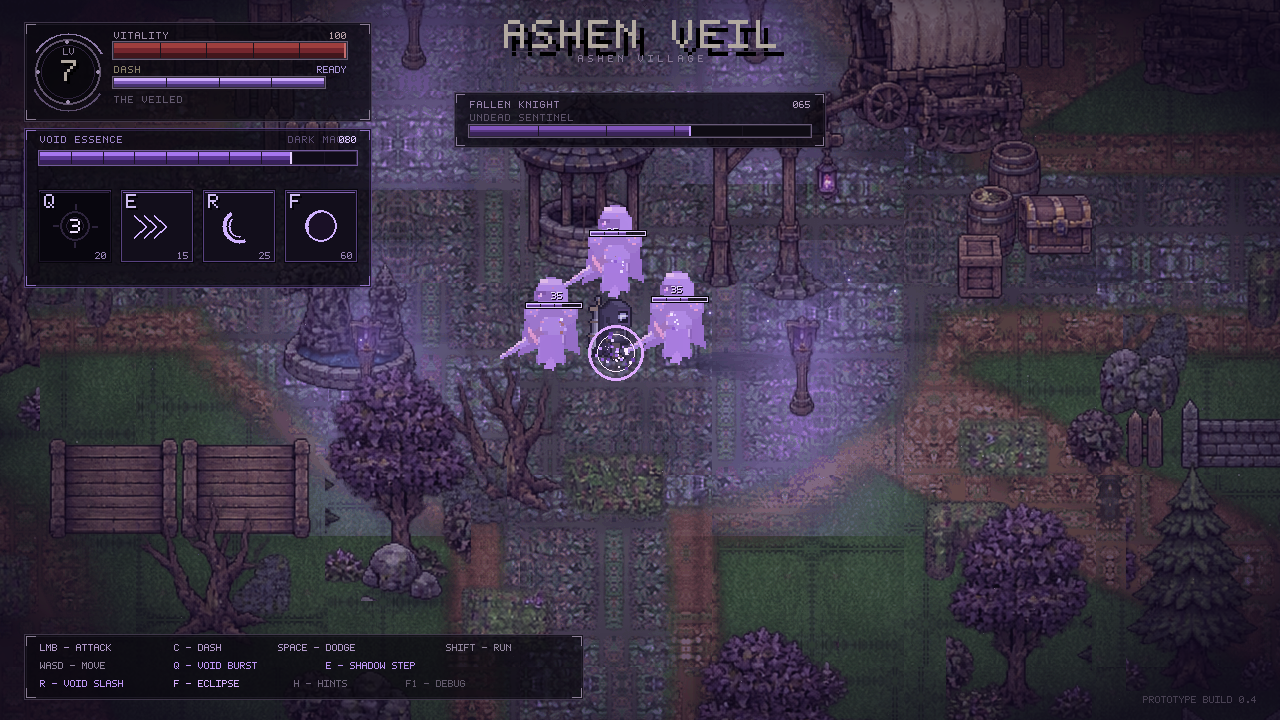 ASHEN VEIL
ASHEN VILLAGE
LV
7
VITALITY 100
DASH READY
THE VEILED
VOID ESSENCE DARK MA080
Q
3
20
E
15
R
25
F
60
FALLEN KNIGHT 065
UNDEAD SENTINEL
35
35
LMB - ATTACK C - DASH SPACE - DODGE SHIFT - RUN
WASD - MOVE Q - VOID BURST E - SHADOW STEP
R - VOID SLASH F - ECLIPSE H - HINTS F1 - DEBUG
PROTOTYPE BUILD 0.4